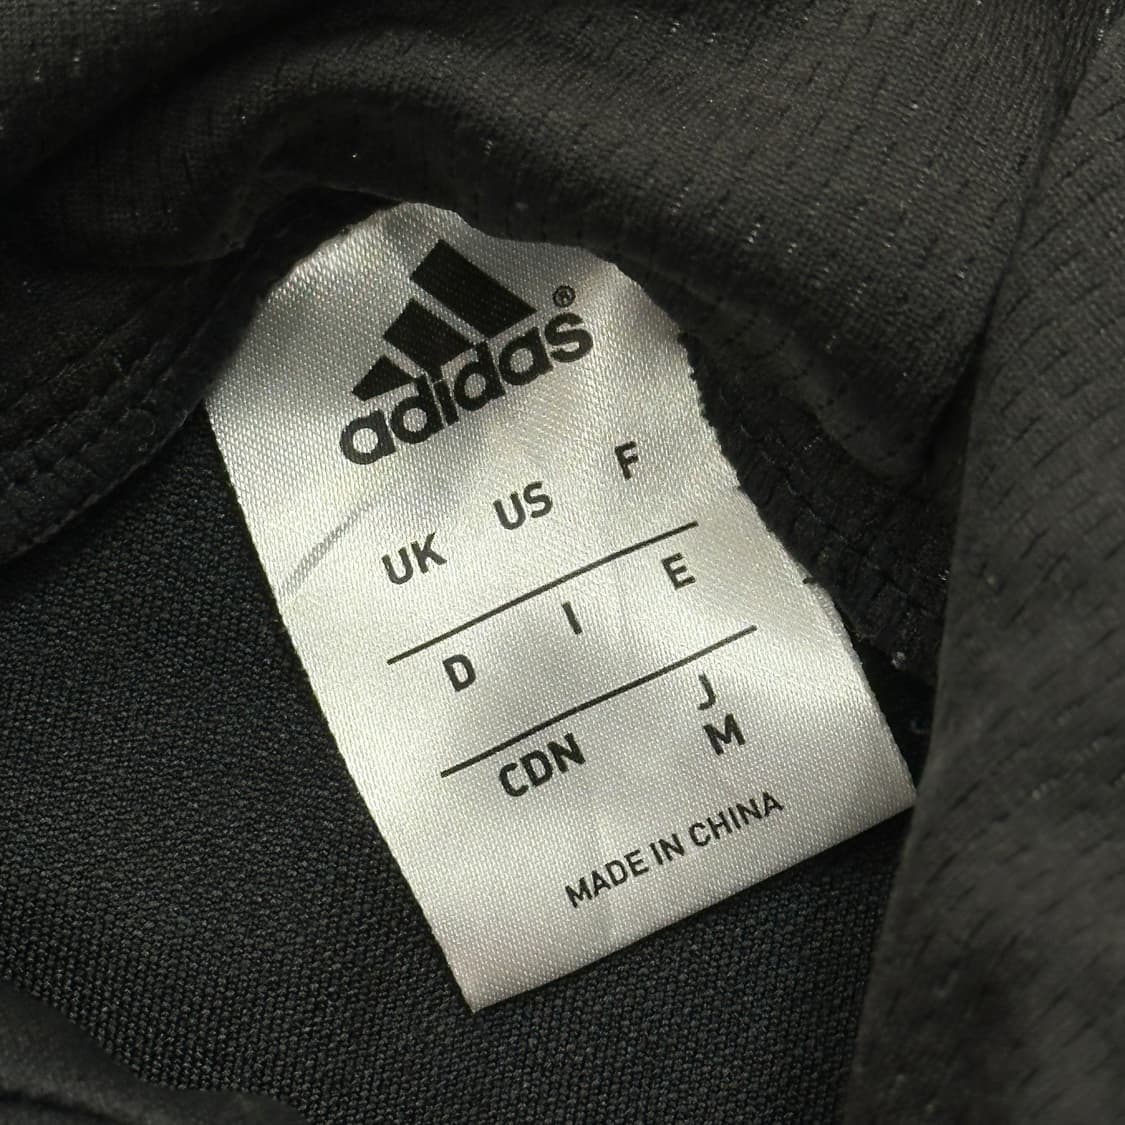 adidas®
UK US F
D I E
CDN J
M
MADE IN CHINA